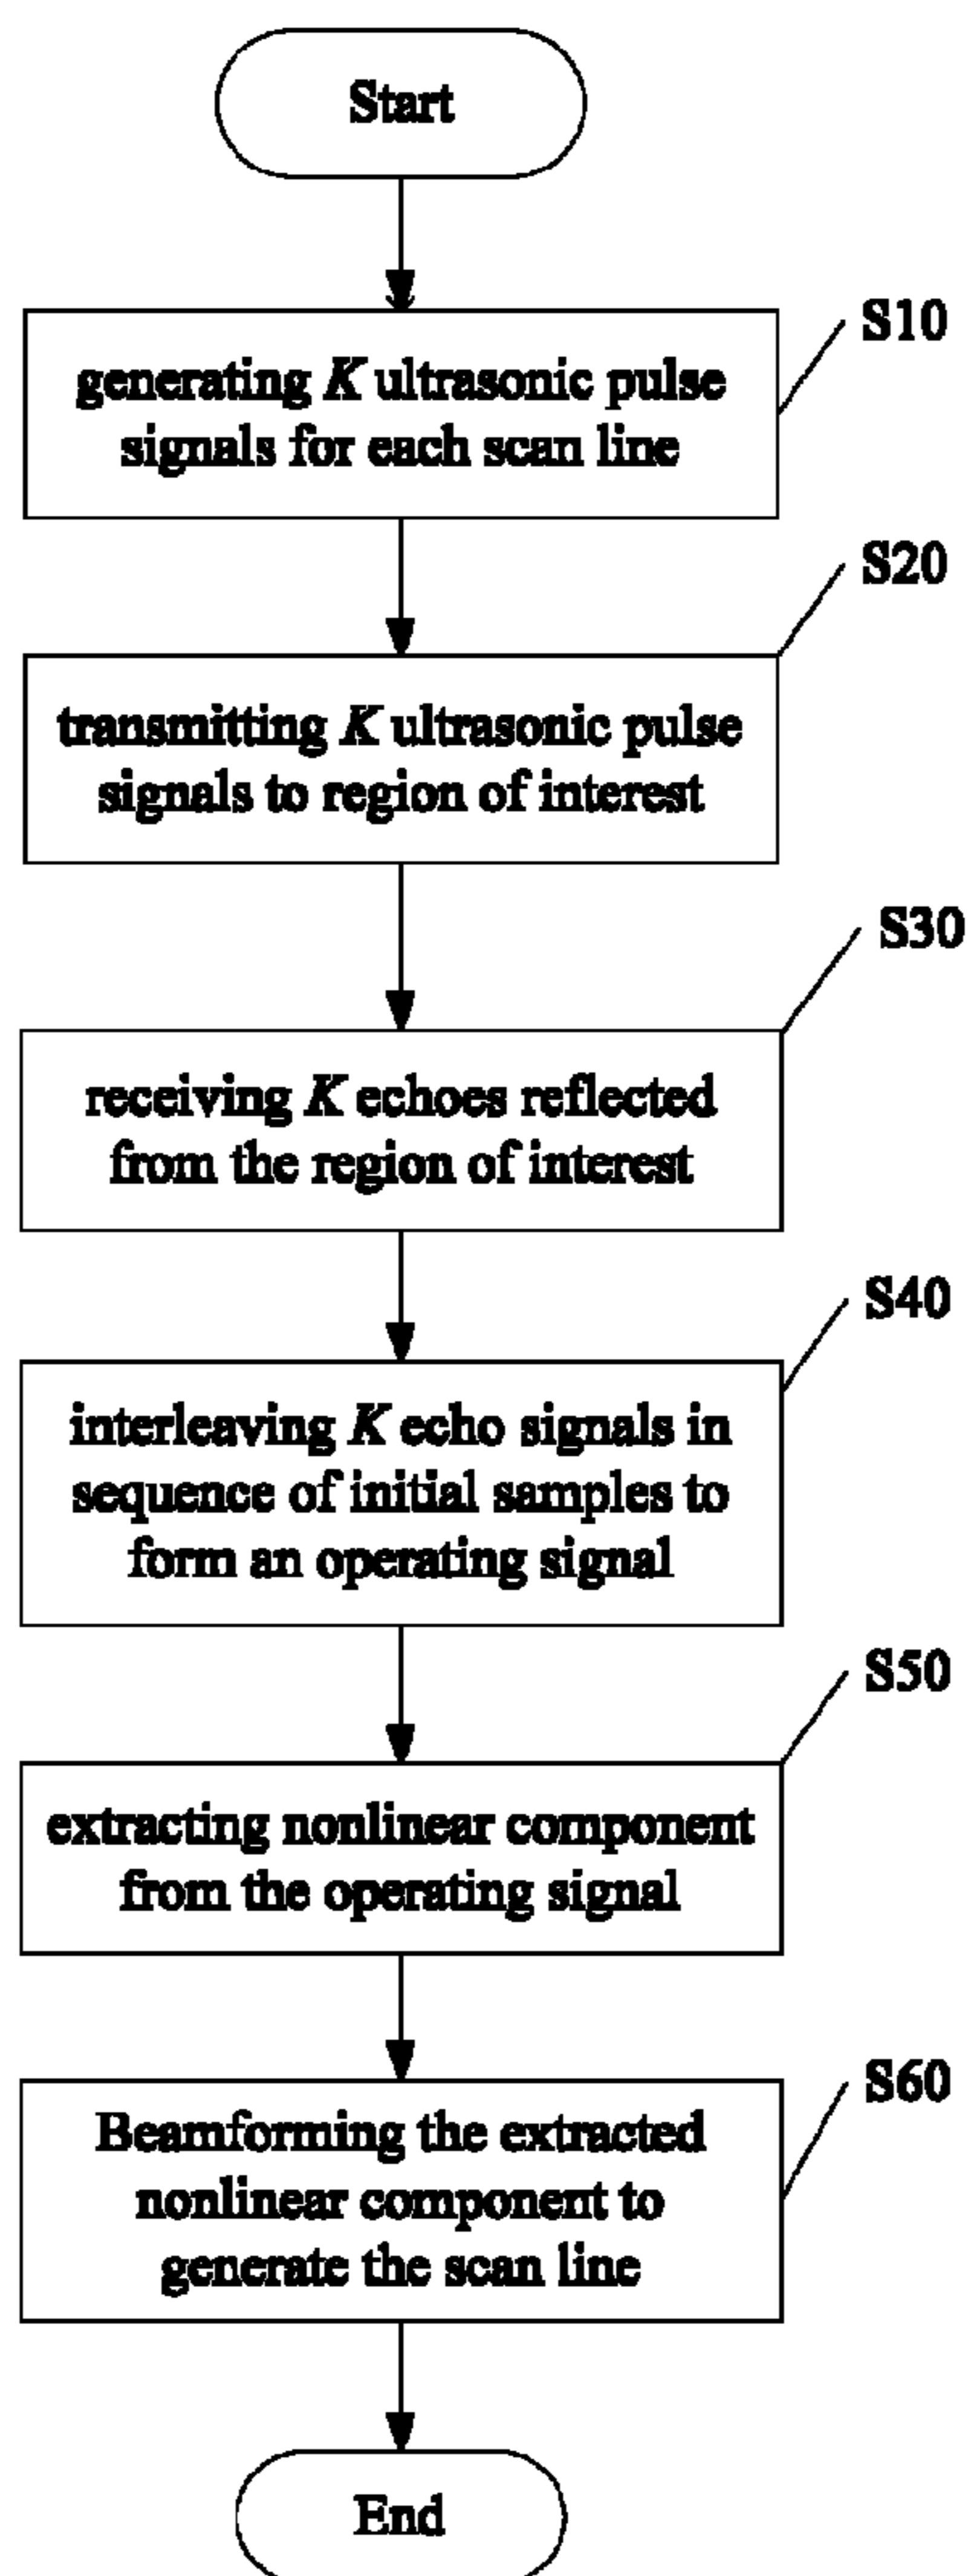 Start
S10
generating K ultrasonic pulse
signals for each scan line
S20
transmitting K ultrasonic pulse
signals to region of interest
S30
receiving K echoes reflected
from the region of interest
S40
interleaving K echo signals in
sequence of initial samples to
form an operating signal
S50
extracting nonlinear component
from the operating signal
S60
Beamforming the extracted
nonlinear component to
generate the scan line
End